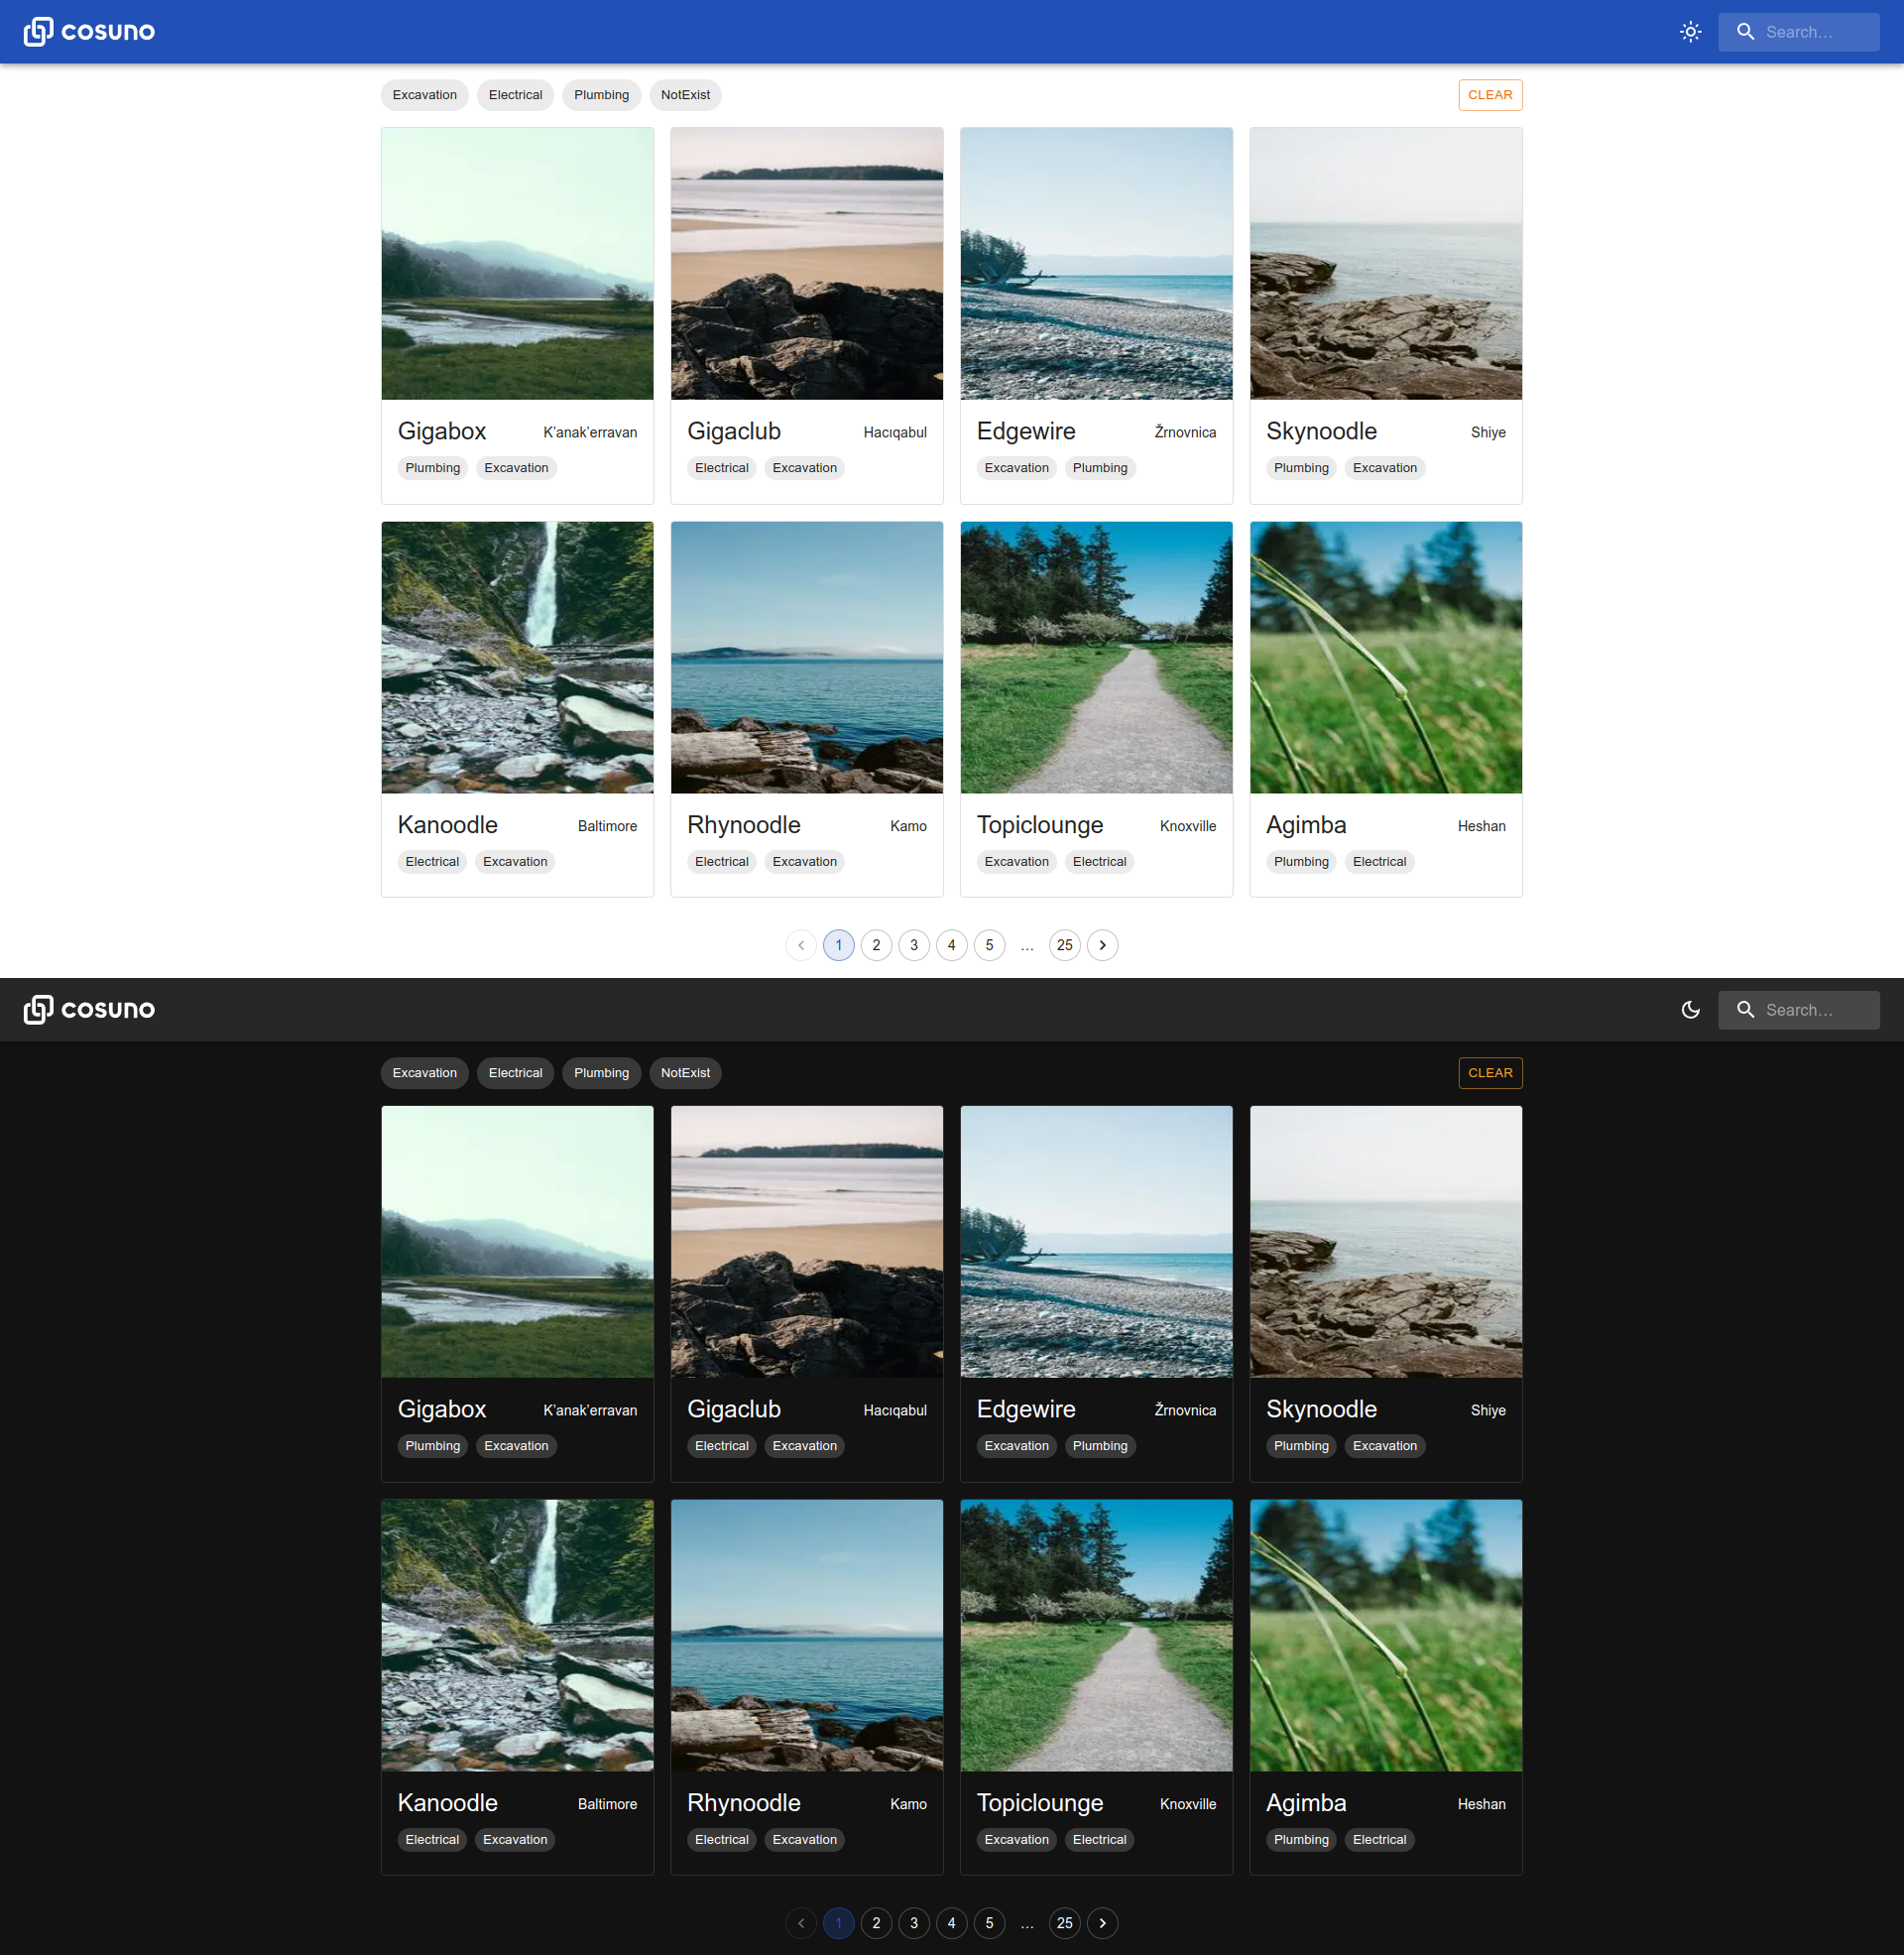 cosuno Search…
Excavation Electrical Plumbing NotExist CLEAR
Gigabox K'anak'erravan Gigaclub Hacıqabul Edgewire Žrnovnica Skynoodle Shiye
Plumbing Excavation Electrical Excavation Excavation Plumbing Plumbing Excavation
Kanoodle Baltimore Rhynoodle Kamo Topiclounge Knoxville Agimba Heshan
Electrical Excavation Electrical Excavation Excavation Electrical Plumbing Electrical
1 2 3 4 5 … 25
cosuno Search…
Excavation Electrical Plumbing NotExist CLEAR
Gigabox K'anak'erravan Gigaclub Hacıqabul Edgewire Žrnovnica Skynoodle Shiye
Plumbing Excavation Electrical Excavation Excavation Plumbing Plumbing Excavation
Kanoodle Baltimore Rhynoodle Kamo Topiclounge Knoxville Agimba Heshan
Electrical Excavation Electrical Excavation Excavation Electrical Plumbing Electrical
1 2 3 4 5 … 25